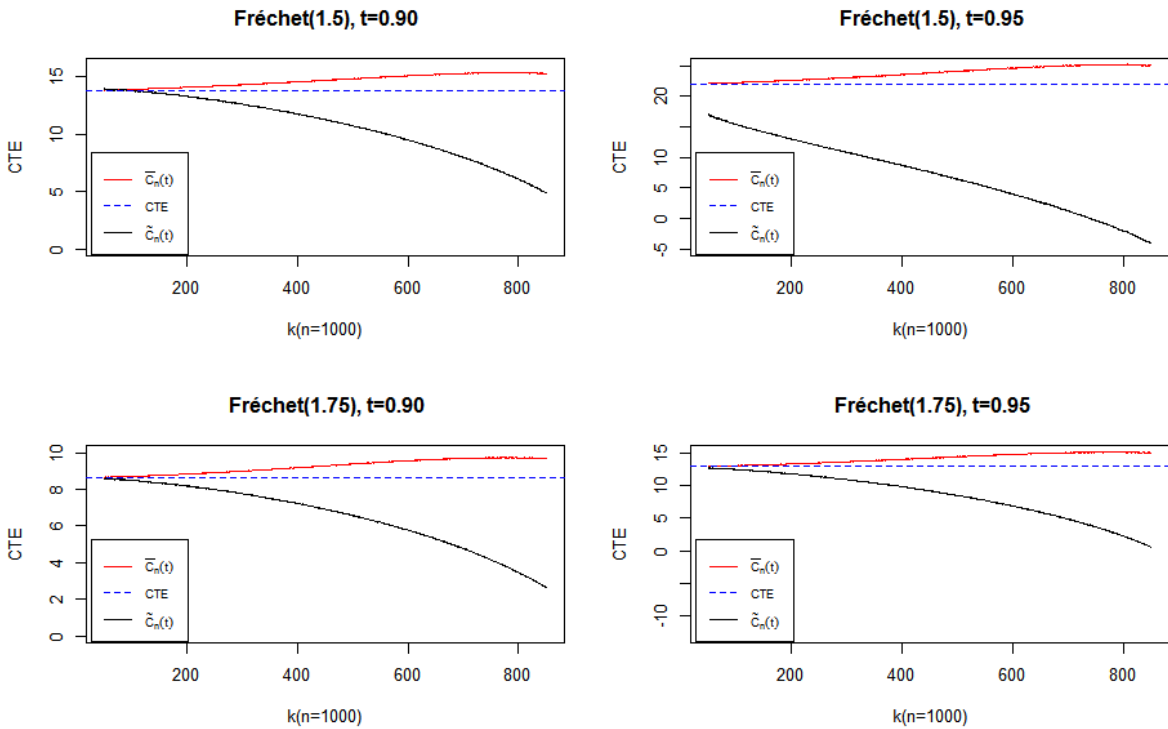 Fréchet(1.5), t=0.90
CTE
15
10
5
0
C̅ₙ(t)
CTE
C̃ₙ(t)
200 400 600 800
k(n=1000)
Fréchet(1.5), t=0.95
CTE
20
10
5
0
-5
C̅ₙ(t)
CTE
C̃ₙ(t)
200 400 600 800
k(n=1000)
Fréchet(1.75), t=0.90
CTE
10
8
6
4
2
0
C̅ₙ(t)
CTE
C̃ₙ(t)
200 400 600 800
k(n=1000)
Fréchet(1.75), t=0.95
CTE
15
10
5
0
-10
C̅ₙ(t)
CTE
C̃ₙ(t)
200 400 600 800
k(n=1000)